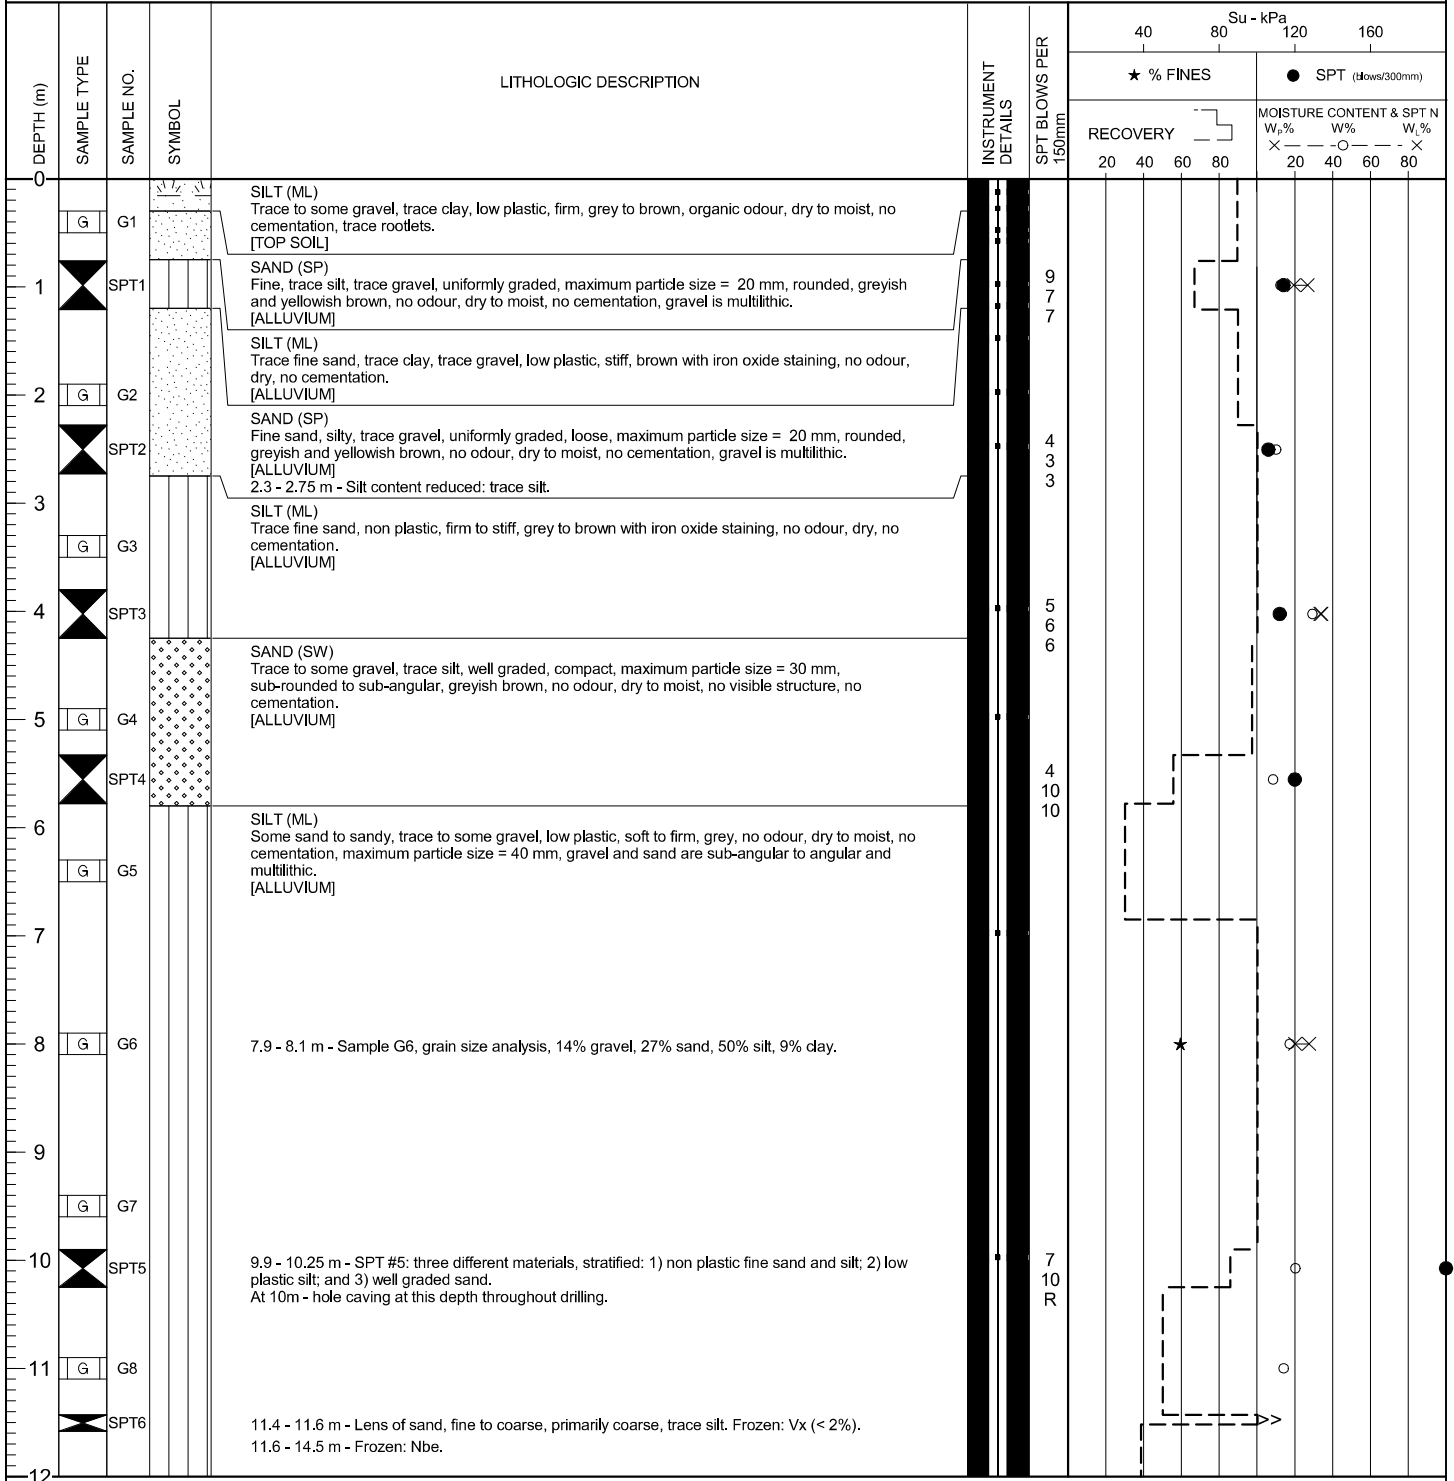 Su - kPa
40 80 120 160
DEPTH (m)
SAMPLE TYPE
SAMPLE NO.
SYMBOL
LITHOLOGIC DESCRIPTION
INSTRUMENT
DETAILS
SPT BLOWS PER
150mm
★ % FINES
● SPT (blows/300mm)
RECOVERY
MOISTURE CONTENT & SPT N
WP% W% WL%
20 40 60 80 20 40 60 80
0
SILT (ML)
Trace to some gravel, trace clay, low plastic, firm, grey to brown, organic odour, dry to moist, no
cementation, trace rootlets.
[TOP SOIL]
G G1
SAND (SP)
Fine, trace silt, trace gravel, uniformly graded, maximum particle size = 20 mm, rounded, greyish
and yellowish brown, no odour, dry to moist, no cementation, gravel is multilithic.
[ALLUVIUM]
1
SPT1
9
7
7
SILT (ML)
Trace fine sand, trace clay, trace gravel, low plastic, stiff, brown with iron oxide staining, no odour,
dry, no cementation.
[ALLUVIUM]
2
G G2
SAND (SP)
Fine sand, silty, trace gravel, uniformly graded, loose, maximum particle size = 20 mm, rounded,
greyish and yellowish brown, no odour, dry to moist, no cementation, gravel is multilithic.
[ALLUVIUM]
2.3 - 2.75 m - Silt content reduced: trace silt.
SPT2
4
3
3
3
SILT (ML)
Trace fine sand, non plastic, firm to stiff, grey to brown with iron oxide staining, no odour, dry, no
cementation.
[ALLUVIUM]
G G3
4
SPT3
5
6
6
SAND (SW)
Trace to some gravel, trace silt, well graded, compact, maximum particle size = 30 mm,
sub-rounded to sub-angular, greyish brown, no odour, dry to moist, no visible structure, no
cementation.
[ALLUVIUM]
5
G G4
SPT4
4
10
10
6
SILT (ML)
Some sand to sandy, trace to some gravel, low plastic, soft to firm, grey, no odour, dry to moist, no
cementation, maximum particle size = 40 mm, gravel and sand are sub-angular to angular and
multilithic.
[ALLUVIUM]
G G5
7
8
G G6
7.9 - 8.1 m - Sample G6, grain size analysis, 14% gravel, 27% sand, 50% silt, 9% clay.
9
G G7
10
SPT5
9.9 - 10.25 m - SPT #5: three different materials, stratified: 1) non plastic fine sand and silt; 2) low
plastic silt; and 3) well graded sand.
At 10m - hole caving at this depth throughout drilling.
7
10
R
11
G G8
SPT6
11.4 - 11.6 m - Lens of sand, fine to coarse, primarily coarse, trace silt. Frozen: Vx (< 2%).
>>
11.6 - 14.5 m - Frozen: Nbe.
12